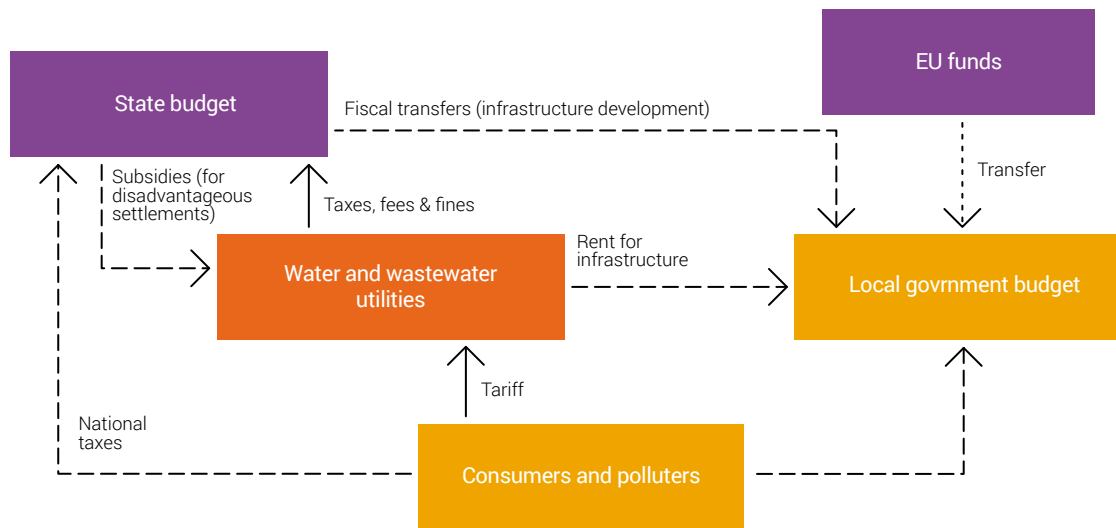 EU funds
State budget
Fiscal transfers (infrastructure development)
Subsidies (for
disadvantageous
settlements)
Transfer
Taxes, fees & fines
Rent for
infrastructure
Water and wastewater
utilities
Local govrnment budget
Tariff
National
taxes
Consumers and polluters